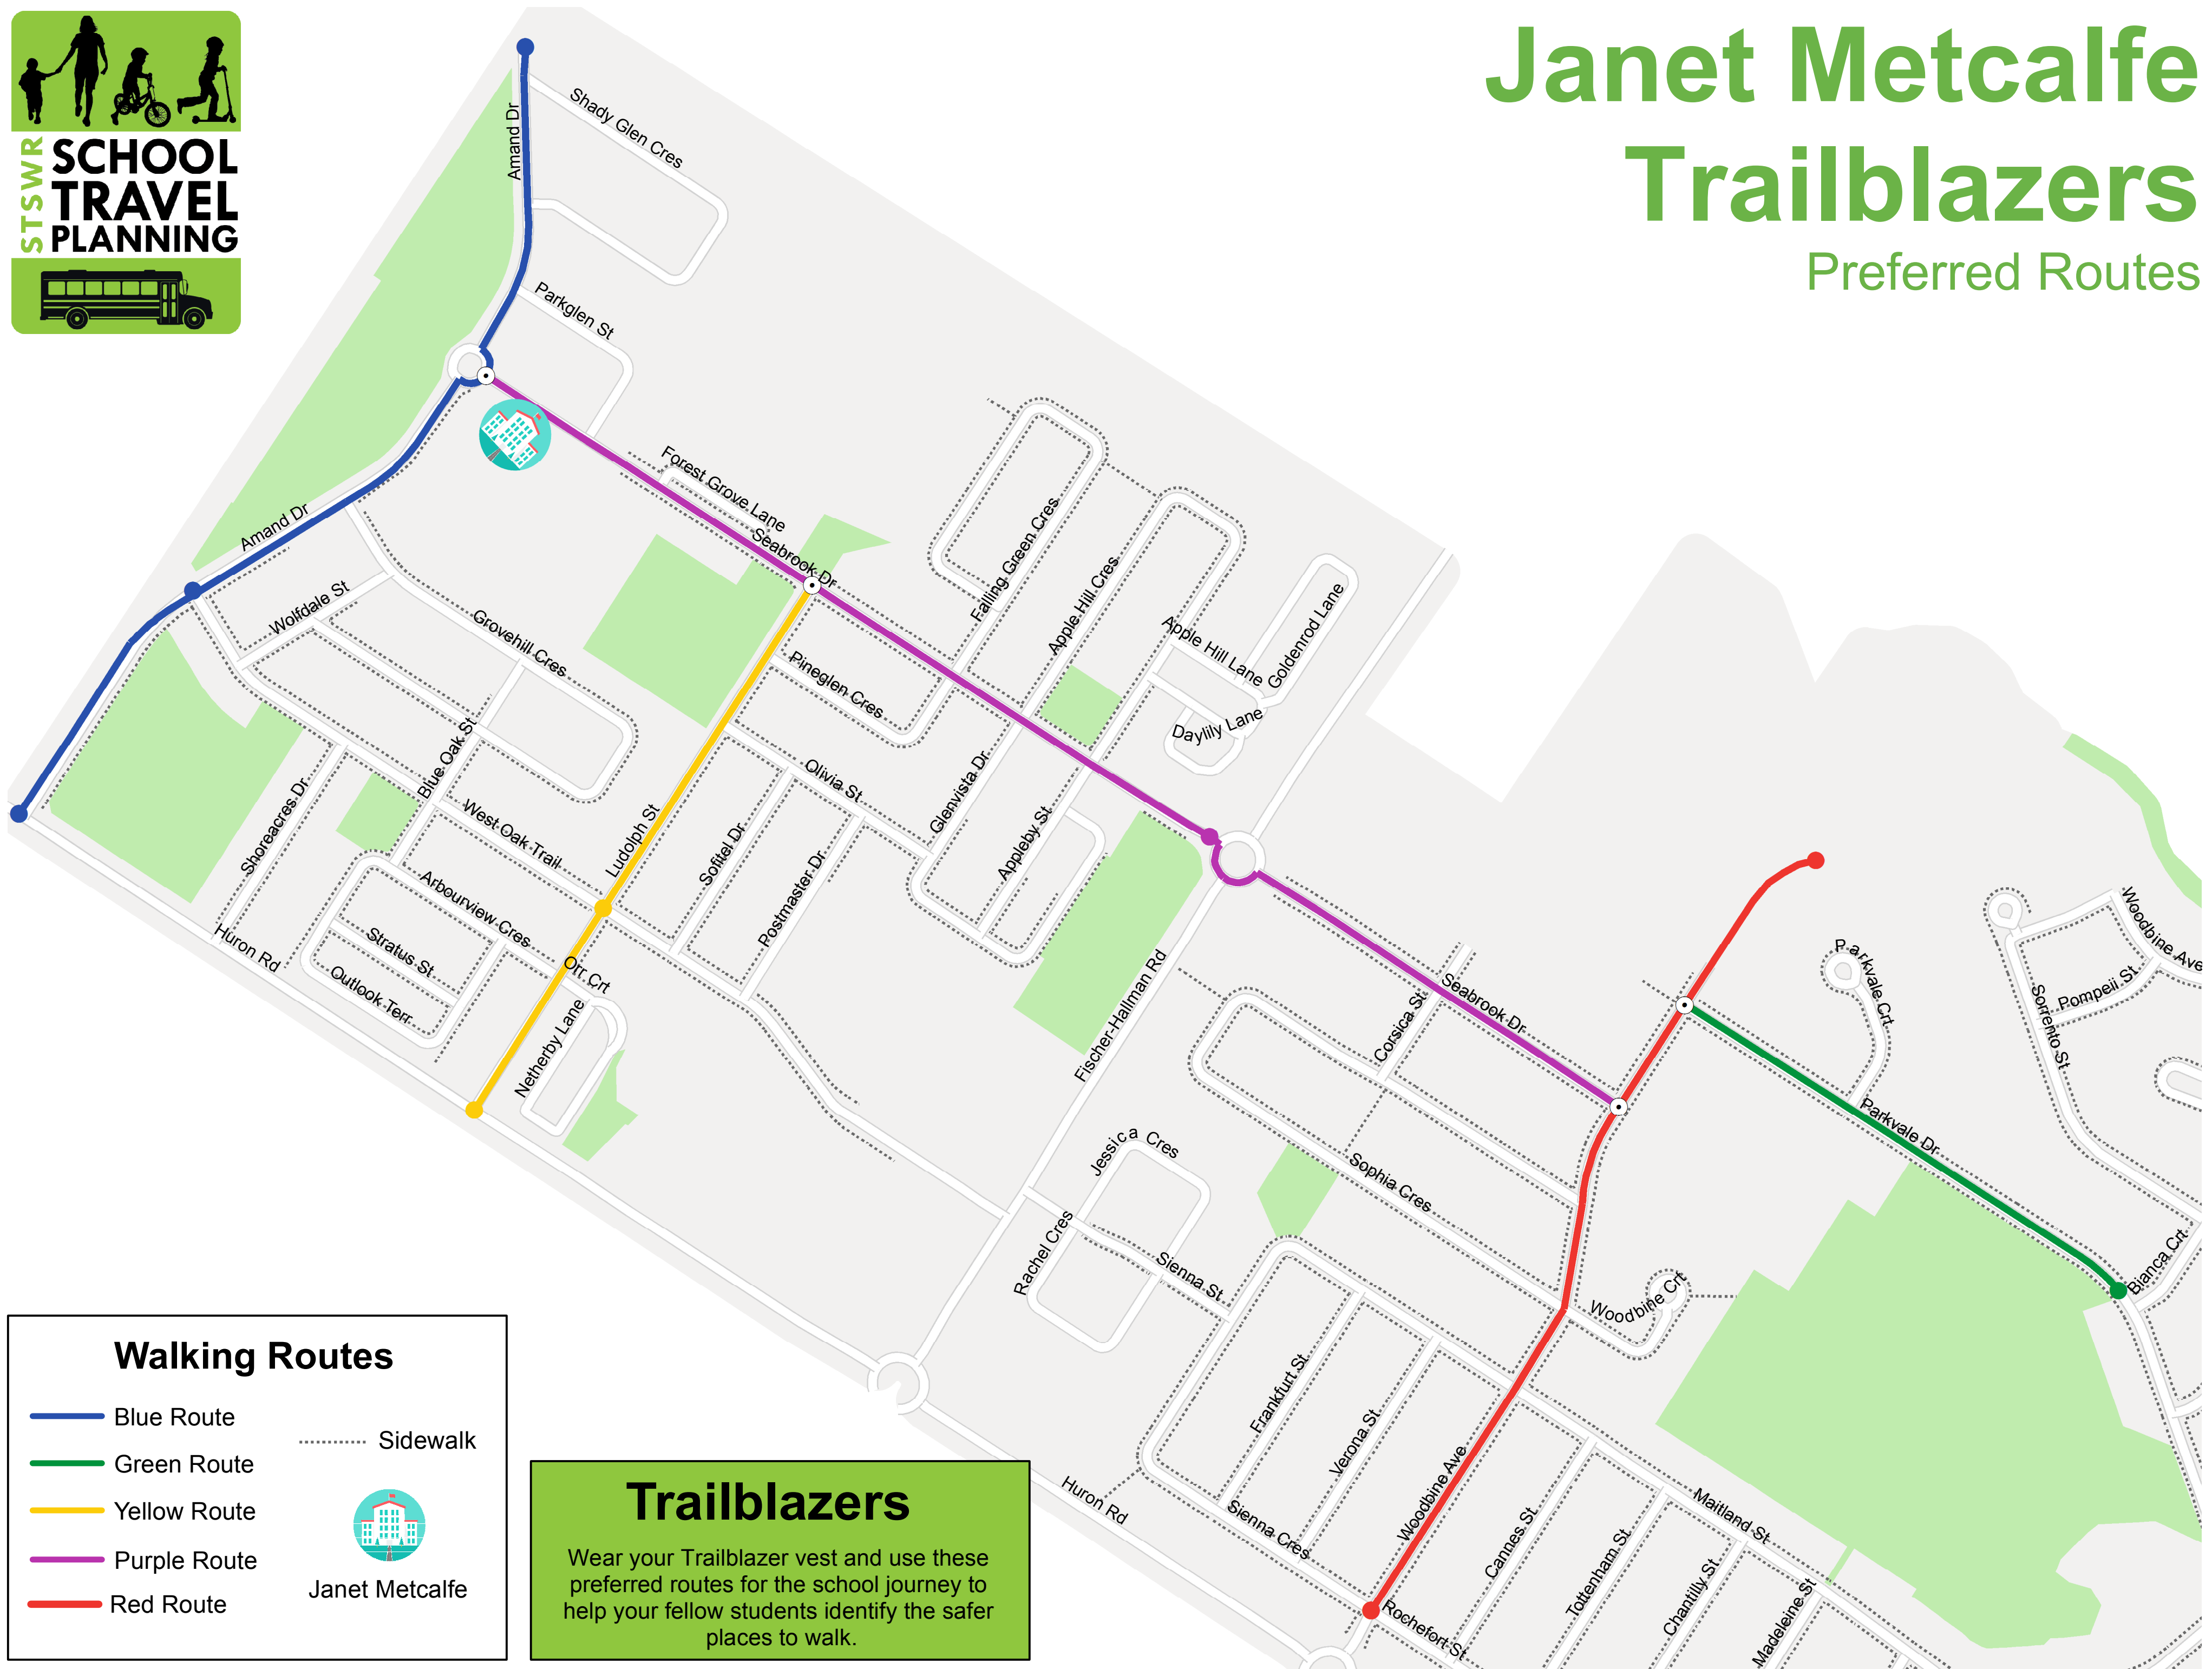 STSWR
SCHOOL
TRAVEL
PLANNING
Janet Metcalfe
Trailblazers
Preferred Routes
Amand Dr
Shady Glen Cres
Parkglen St
Forest Grove Lane
Seabrook Dr
Amand Dr
Wolfdale St
Grovehill Cres
Falling Green Cres
Apple Hill Cres
Apple Hill Lane
Goldenrod Lane
Daylily Lane
Pineglen Cres
Blue Oak St
Olivia St
Glenvista Dr
Appleby St
Shoreacres Dr
West Oak Trail
Ludolph St
Sofitel Dr
Postmaster Dr
Arbourview Cres
Stratus St
Outlook Terr
Huron Rd
Orr Crt
Netherby Lane
Fischer-Hallman Rd
Corsica St
Seabrook Dr
Parkvale Crt
Woodbine Ave
Pompeii St
Sorrento St
Parkvale Dr
Bianca Crt
Jessica Cres
Rachel Cres
Sienna St
Sophia Cres
Woodbine Crt
Frankfurt St
Verona St
Woodbine Ave
Huron Rd
Sienna Cres
Rochefort St
Cannes St
Tottenham St
Maitland St
Chantilly St
Madeleine St
Walking Routes
Blue Route
Green Route
Yellow Route
Purple Route
Red Route
Sidewalk
Janet Metcalfe
Trailblazers
Wear your Trailblazer vest and use these
preferred routes for the school journey to
help your fellow students identify the safer
places to walk.